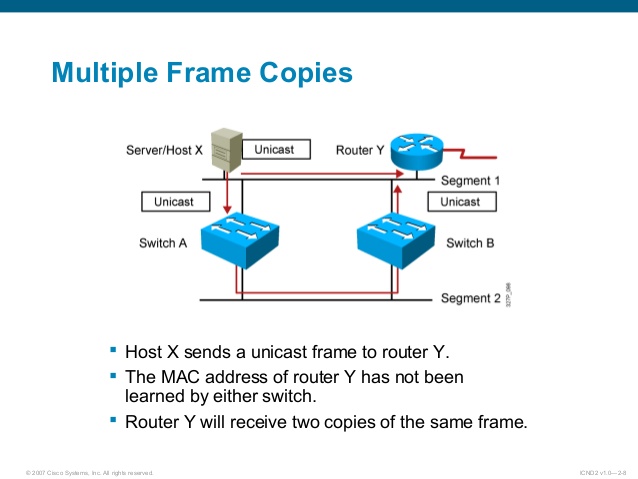 Multiple Frame Copies
Server/Host X
Unicast
Router Y
Segment 1
Unicast
Unicast
Switch A
Switch B
Segment 2
327P_088
Host X sends a unicast frame to router Y.
The MAC address of router Y has not been
learned by either switch.
Router Y will receive two copies of the same frame.
© 2007 Cisco Systems, Inc. All rights reserved.
ICND2 v1.0—2-8